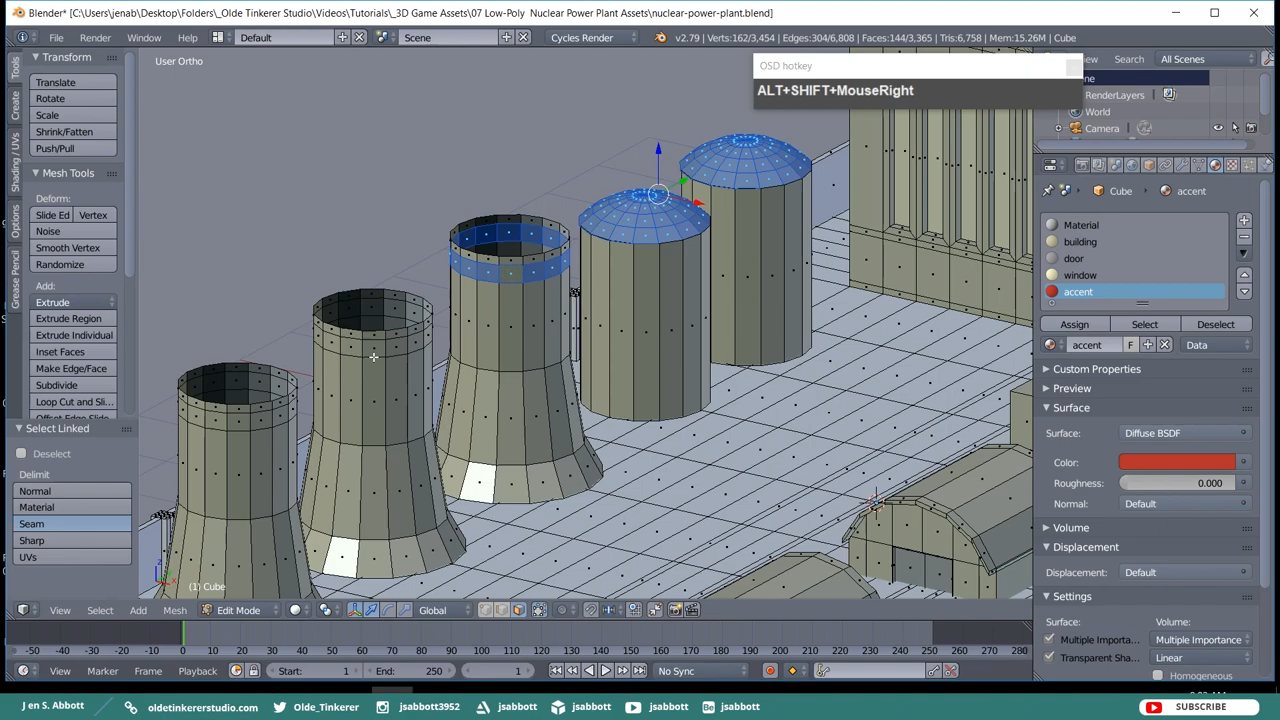 Blender* [C:\Users\jenab\Desktop\Folders\_Olde Tinkerer Studio\Videos\Tutorials\_3D Game Assets\07 Low-Poly  Nuclear Power Plant Assets\nuclear-power-plant.blend]
File Render Window Help Default Scene Cycles Render v2.79 | Verts:162/3,454 | Edges:304/6,808 | Faces:144/3,365 | Tris:6,758 | Mem:15.26M | Cube
Search All Scenes
Transform
User Ortho
OSD hotkey
ALT+SHIFT+MouseRight
Translate
Rotate
Scale
Shrink/Fatten
Push/Pull
Mesh Tools
Deform:
Slide Ed Vertex
Noise
Smooth Vertex
Randomize
Add:
Extrude
Extrude Region
Extrude Individual
Inset Faces
Make Edge/Face
Subdivide
Loop Cut and Sli...
Offset Edge Slide
Tools
Create
Shading / UVs
Options
Grease Pencil
Select Linked
Deselect
Delimit
Normal
Material
Seam
Sharp
UVs
RenderLayers
World
Camera
Cube accent
Material
building
door
window
accent
Assign Select Deselect
accent F Data
Custom Properties
Preview
Surface
Surface: Diffuse BSDF
Color:
Roughness: 0.000
Normal: Default
Volume
Displacement
Displacement: Default
Settings
Surface: Volume:
Multiple Importa... Multiple Importance
Transparent Sha... Linear
Homogeneous
(1) Cube
View Select Add Mesh Edit Mode Global
-50 -40 -30 -20 -10 0 10 20 30 40 50 60 70 80 90 100 110 120 130 140 150 160 170 180 190 200 210 220 230 240 250 260 270 280
View Marker Frame Playback Start: 1 End: 250 1 No Sync
J en S. Abbott oldetinkererstudio.com Olde_Tinkerer jsabbott3952 jsabbott jsabbott jsabbott jsabbott SUBSCRIBE